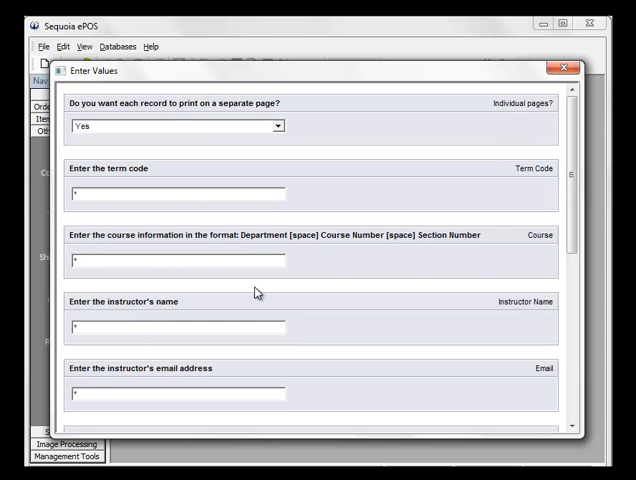 Sequoia ePOS
File Edit View Databases Help
Enter Values
Do you want each record to print on a separate page? Individual pages?
Yes
Enter the term code Term Code
*
Enter the course information in the format: Department [space] Course Number [space] Section Number Course
*
Enter the instructor's name Instructor Name
*
Enter the instructor's email address Email
*
Image Processing
Management Tools